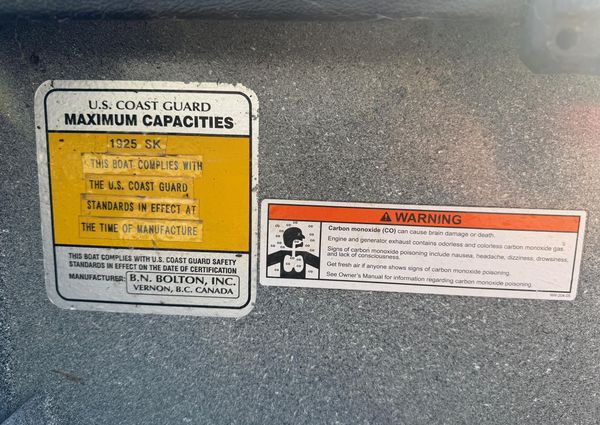 U.S. COAST GUARD
MAXIMUM CAPACITIES
1925 SK
THIS BOAT COMPLIES WITH
THE U.S. COAST GUARD
STANDARDS IN EFFECT AT
THE TIME OF MANUFACTURE
THIS BOAT COMPLIES WITH U.S. COAST GUARD SAFETY
STANDARDS IN EFFECT ON THE DATE OF CERTIFICATION
MANUFACTURER: B.N. BOLTON, INC.
VERNON, B.C. CANADA
WARNING
Carbon monoxide (CO) can cause brain damage or death.
Engine and generator exhaust contains odorless and colorless carbon monoxide gas.
Signs of carbon monoxide poisoning include nausea, headache, dizziness, drowsiness,
and lack of consciousness.
Get fresh air if anyone shows signs of carbon monoxide poisoning.
See Owner's Manual for information regarding carbon monoxide poisoning.